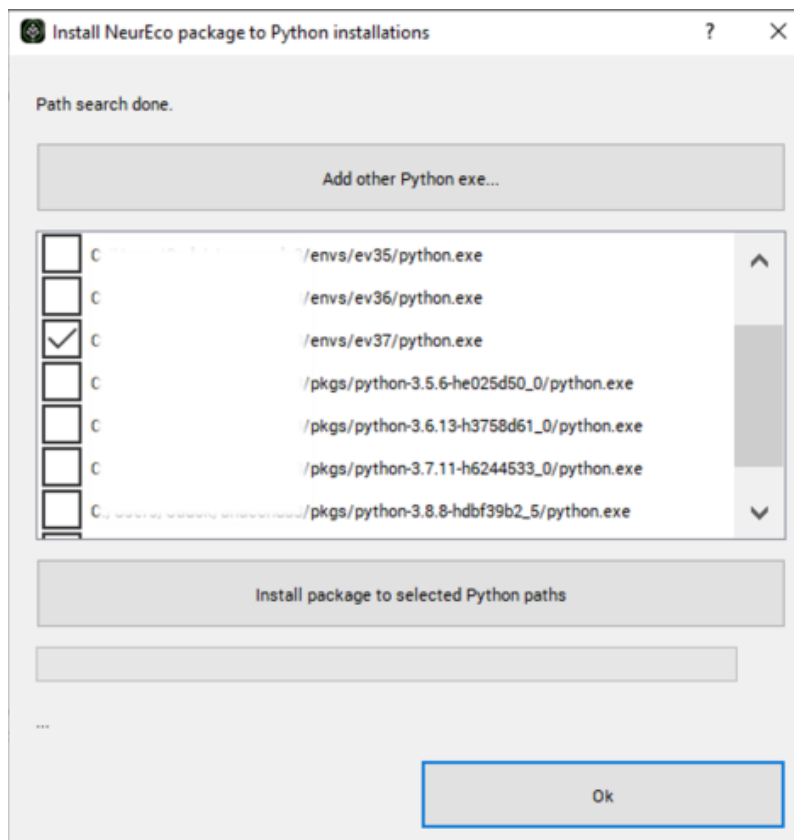 Install NeurEco package to Python installations
?
Path search done.
Add other Python exe...
C /envs/ev35/python.exe
C /envs/ev36/python.exe
C /envs/ev37/python.exe
C /pkgs/python-3.5.6-he025d50_0/python.exe
C /pkgs/python-3.6.13-h3758d61_0/python.exe
C /pkgs/python-3.7.11-h6244533_0/python.exe
C /pkgs/python-3.8.8-hdbf39b2_5/python.exe
Install package to selected Python paths
...
Ok